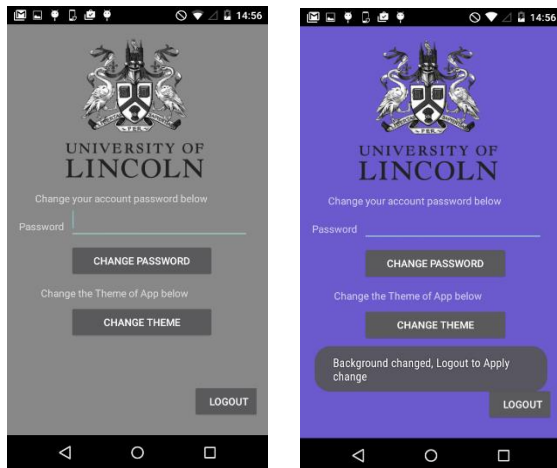 14:56
UNIVERSITY OF
LINCOLN
Change your account password below
Password
CHANGE PASSWORD
Change the Theme of App below
CHANGE THEME
LOGOUT
14:56
UNIVERSITY OF
LINCOLN
Change your account password below
Password
CHANGE PASSWORD
Change the Theme of App below
CHANGE THEME
Background changed, Logout to Apply
change
LOGOUT